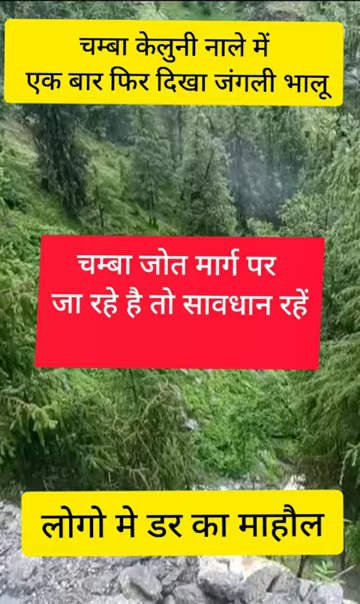 चम्बा केलुनी नाले में
एक बार फिर दिखा जंगली भालू
चम्बा जोत मार्ग पर
जा रहे है तो सावधान रहें
लोगो मे डर का माहौल